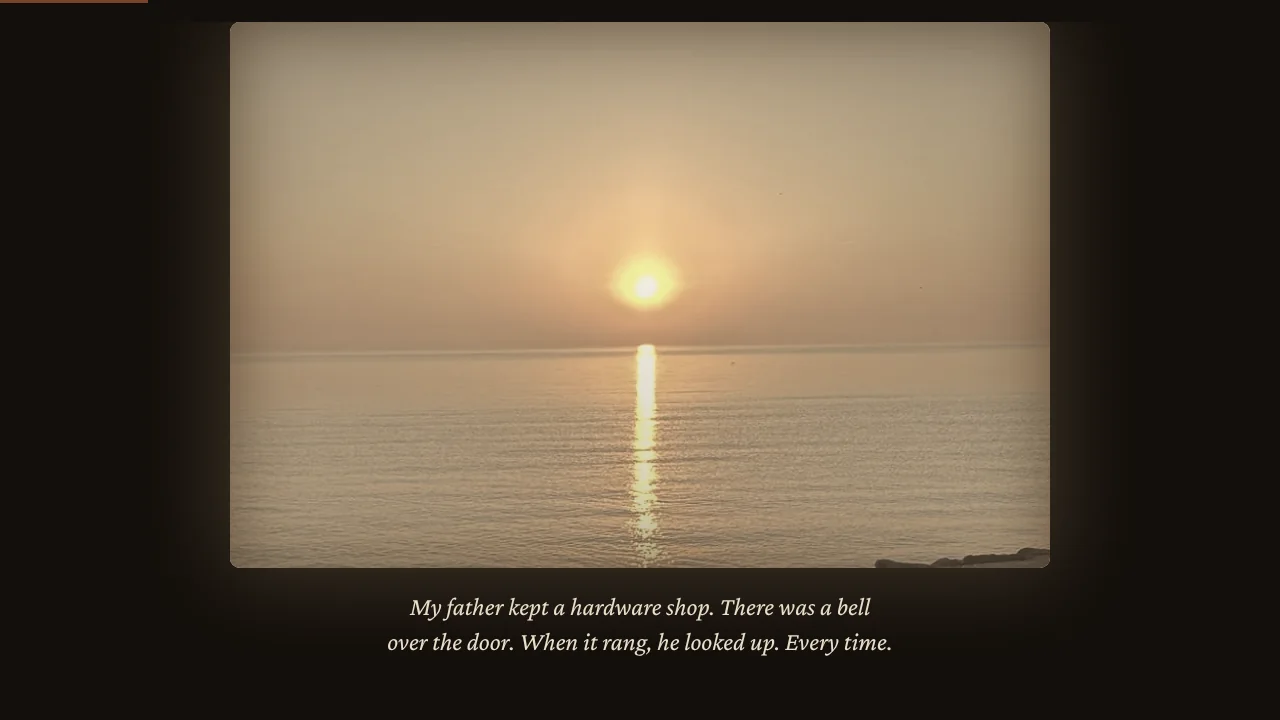 My father kept a hardware shop. There was a bell
over the door. When it rang, he looked up. Every time.